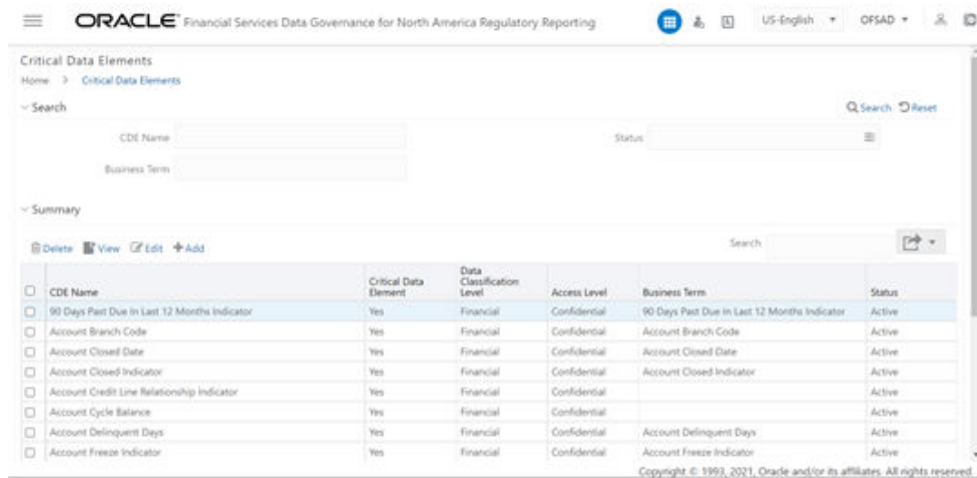 ORACLE® Financial Services Data Governance for North America Regulatory Reporting US-English OFSAD
Critical Data Elements
Home > Critical Data Elements
Search
Search Reset
CDE Name
Status
Business Term
Summary
Delete View Edit Add
Search
CDE Name Critical Data Element Data Classification Level Access Level Business Term Status
90 Days Past Due In Last 12 Months Indicator Yes Financial Confidential 90 Days Past Due In Last 12 Months Indicator Active
Account Branch Code Yes Financial Confidential Account Branch Code Active
Account Closed Date Yes Financial Confidential Account Closed Date Active
Account Closed Indicator Yes Financial Confidential Account Closed Indicator Active
Account Credit Line Relationship Indicator Yes Financial Confidential Active
Account Cycle Balance Yes Financial Confidential Active
Account Delinquent Days Yes Financial Confidential Account Delinquent Days Active
Account Freeze Indicator Yes Financial Confidential Account Freeze Indicator Active
Copyright © 1993, 2021, Oracle and/or its affiliates. All rights reserved.